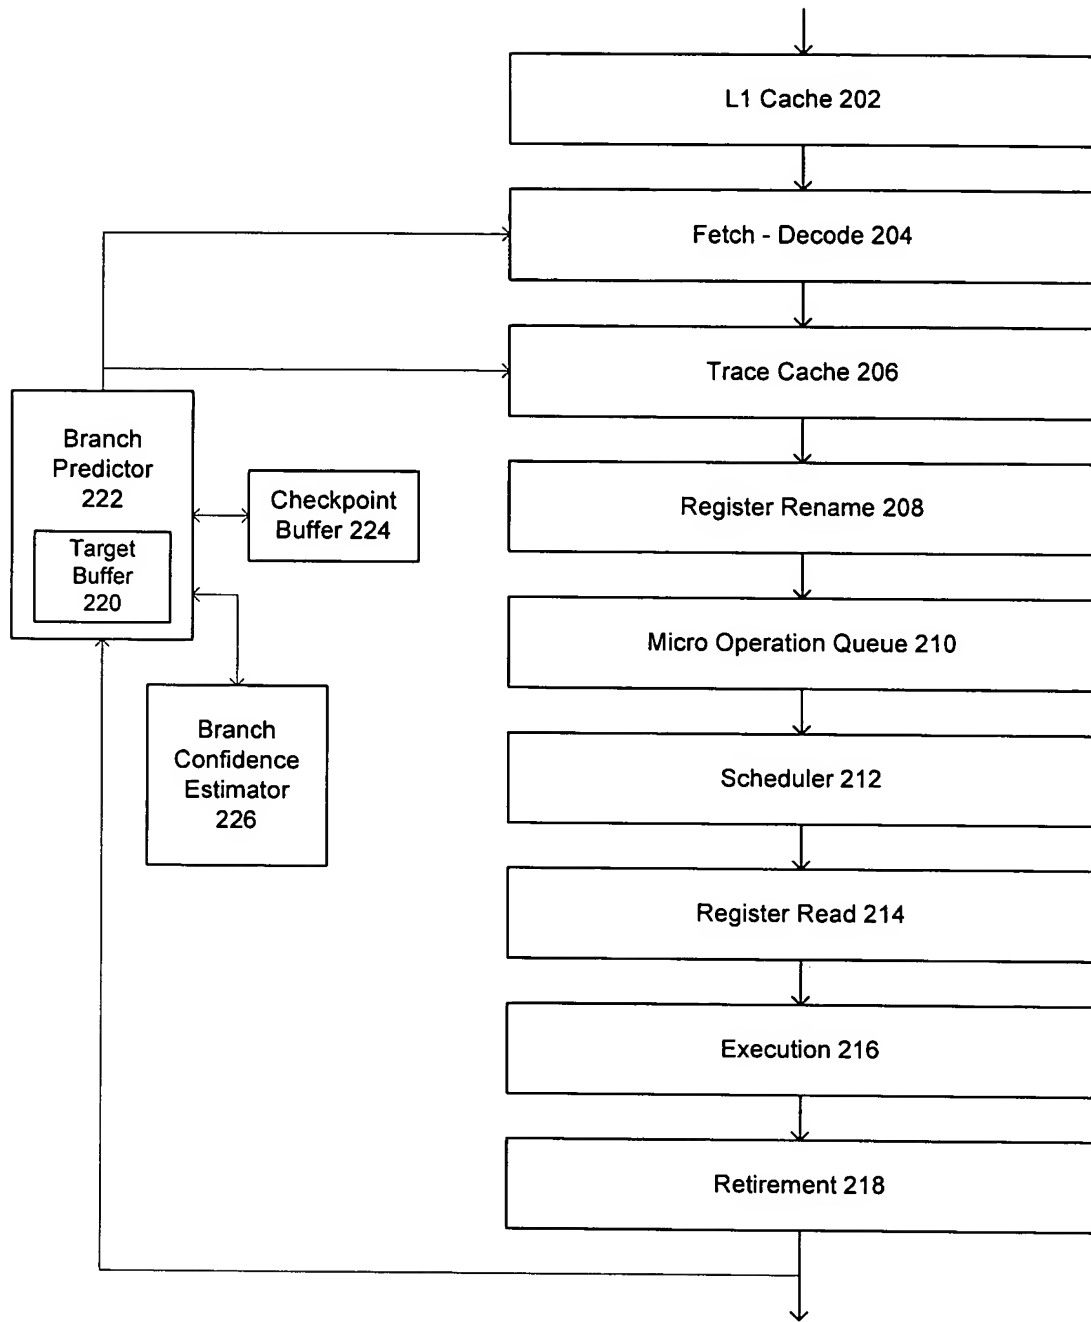 L1 Cache 202
Fetch - Decode 204
Trace Cache 206
Branch
Predictor
222
Target
Buffer
220
Checkpoint
Buffer 224
Register Rename 208
Micro Operation Queue 210
Branch
Confidence
Estimator
226
Scheduler 212
Register Read 214
Execution 216
Retirement 218